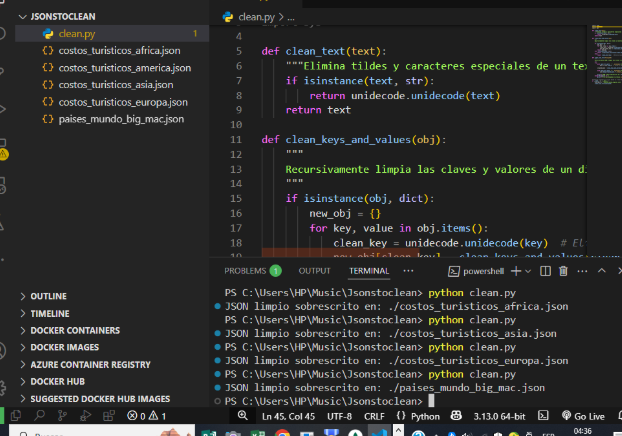 JSONSTOCLEAN
clean.py 1
costos_turisticos_africa.json
costos_turisticos_america.json
costos_turisticos_asia.json
costos_turisticos_europa.json
paises_mundo_big_mac.json
OUTLINE
TIMELINE
DOCKER CONTAINERS
DOCKER IMAGES
AZURE CONTAINER REGISTRY
DOCKER HUB
SUGGESTED DOCKER HUB IMAGES
clean.py > ...
4
5 def clean_text(text):
6 """Elimina tildes y caracteres especiales de un tex
7 if isinstance(text, str):
8 return unidecode.unidecode(text)
9 return text
10
11 def clean_keys_and_values(obj):
12 """
13 Recursivamente limpia las claves y valores de un di
14 """
15 if isinstance(obj, dict):
16 new_obj = {}
17 for key, value in obj.items():
18 clean_key = unidecode.unidecode(key) # El
19 new_obj[clean_key] = clean_keys_and_values
PROBLEMS 1 OUTPUT TERMINAL ... powershell
PS C:\Users\HP\Music\Jsonstoclean> python clean.py
JSON limpio sobrescrito en: ./costos_turisticos_africa.json
PS C:\Users\HP\Music\Jsonstoclean> python clean.py
JSON limpio sobrescrito en: ./costos_turisticos_asia.json
PS C:\Users\HP\Music\Jsonstoclean> python clean.py
JSON limpio sobrescrito en: ./costos_turisticos_europa.json
PS C:\Users\HP\Music\Jsonstoclean> python clean.py
JSON limpio sobrescrito en: ./paises_mundo_big_mac.json
PS C:\Users\HP\Music\Jsonstoclean>
0 1 Ln 45, Col 45 UTF-8 CRLF {} Python 3.13.0 64-bit Go Live
04:36